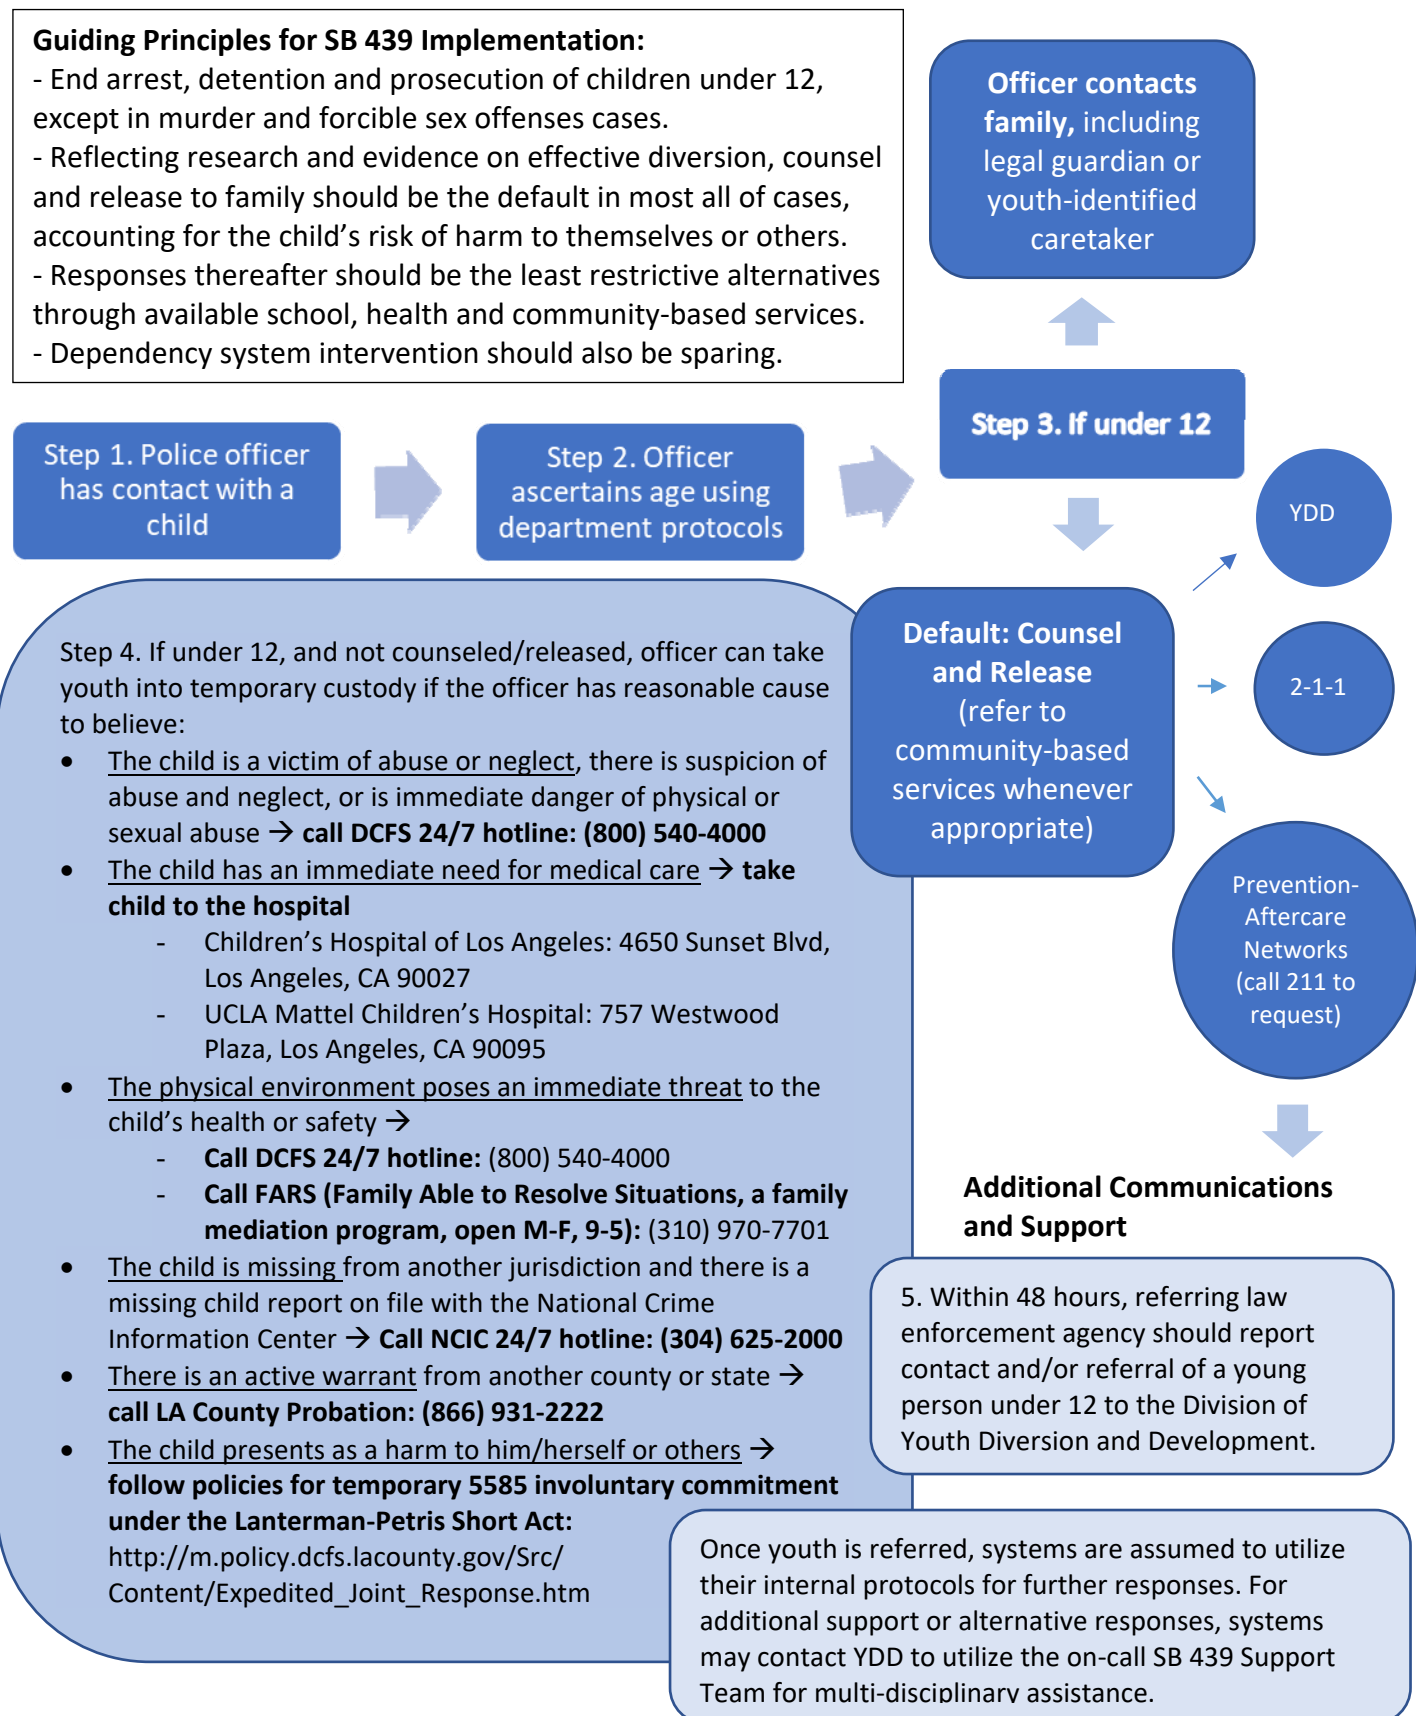 Guiding Principles for SB 439 Implementation:
- End arrest, detention and prosecution of children under 12,
except in murder and forcible sex offenses cases.
- Reflecting research and evidence on effective diversion, counsel
and release to family should be the default in most all of cases,
accounting for the child's risk of harm to themselves or others.
- Responses thereafter should be the least restrictive alternatives
through available school, health and community-based services.
- Dependency system intervention should also be sparing.
Officer contacts
family, including
legal guardian or
youth-identified
caretaker
Step 1. Police officer
has contact with a
child
Step 2. Officer
ascertains age using
department protocols
Step 3. If under 12
Default: Counsel
and Release
(refer to
community-based
services whenever
appropriate)
YDD
2-1-1
Prevention-
Aftercare
Networks
(call 211 to
request)
Step 4. If under 12, and not counseled/released, officer can take
youth into temporary custody if the officer has reasonable cause
to believe:
• The child is a victim of abuse or neglect, there is suspicion of
abuse and neglect, or is immediate danger of physical or
sexual abuse → call DCFS 24/7 hotline: (800) 540-4000
• The child has an immediate need for medical care → take
child to the hospital
- Children's Hospital of Los Angeles: 4650 Sunset Blvd,
Los Angeles, CA 90027
- UCLA Mattel Children's Hospital: 757 Westwood
Plaza, Los Angeles, CA 90095
• The physical environment poses an immediate threat to the
child's health or safety →
- Call DCFS 24/7 hotline: (800) 540-4000
- Call FARS (Family Able to Resolve Situations, a family
mediation program, open M-F, 9-5): (310) 970-7701
• The child is missing from another jurisdiction and there is a
missing child report on file with the National Crime
Information Center → Call NCIC 24/7 hotline: (304) 625-2000
• There is an active warrant from another county or state →
call LA County Probation: (866) 931-2222
• The child presents as a harm to him/herself or others →
follow policies for temporary 5585 involuntary commitment
under the Lanterman-Petris Short Act:
http://m.policy.dcfs.lacounty.gov/Src/
Content/Expedited_Joint_Response.htm
Additional Communications
and Support
5. Within 48 hours, referring law
enforcement agency should report
contact and/or referral of a young
person under 12 to the Division of
Youth Diversion and Development.
Once youth is referred, systems are assumed to utilize
their internal protocols for further responses. For
additional support or alternative responses, systems
may contact YDD to utilize the on-call SB 439 Support
Team for multi-disciplinary assistance.